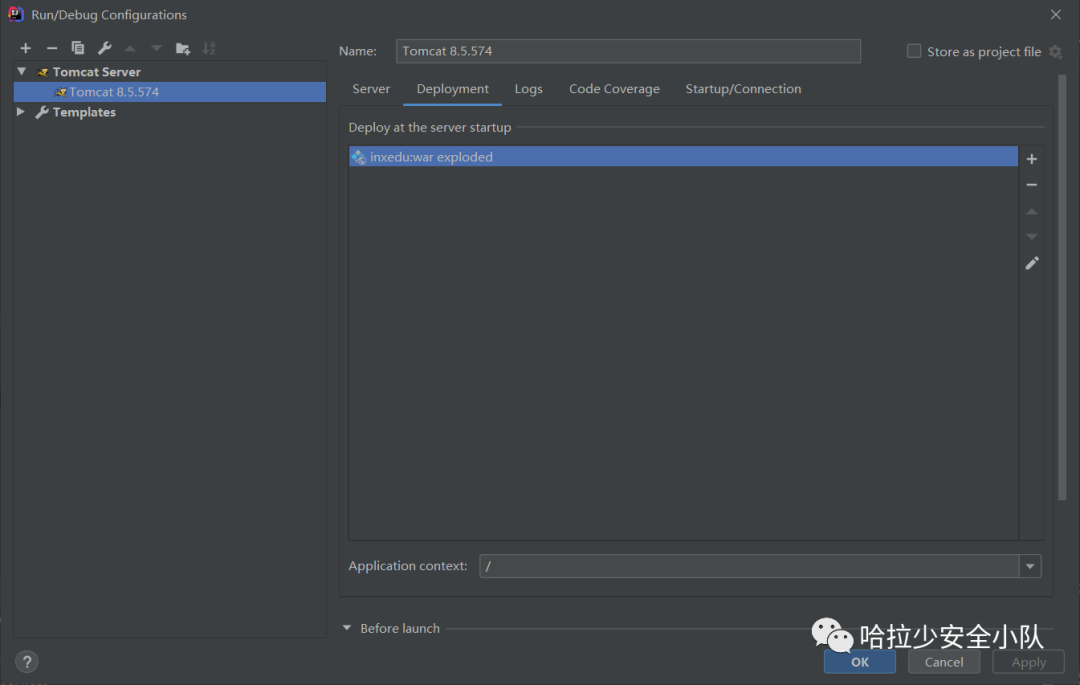 Run/Debug Configurations
Name: Tomcat 8.5.574 Store as project file
Tomcat Server
Tomcat 8.5.574
Templates
Server Deployment Logs Code Coverage Startup/Connection
Deploy at the server startup
inxedu:war exploded
Application context: /
Before launch
哈拉少安全小队
? OK Cancel Apply